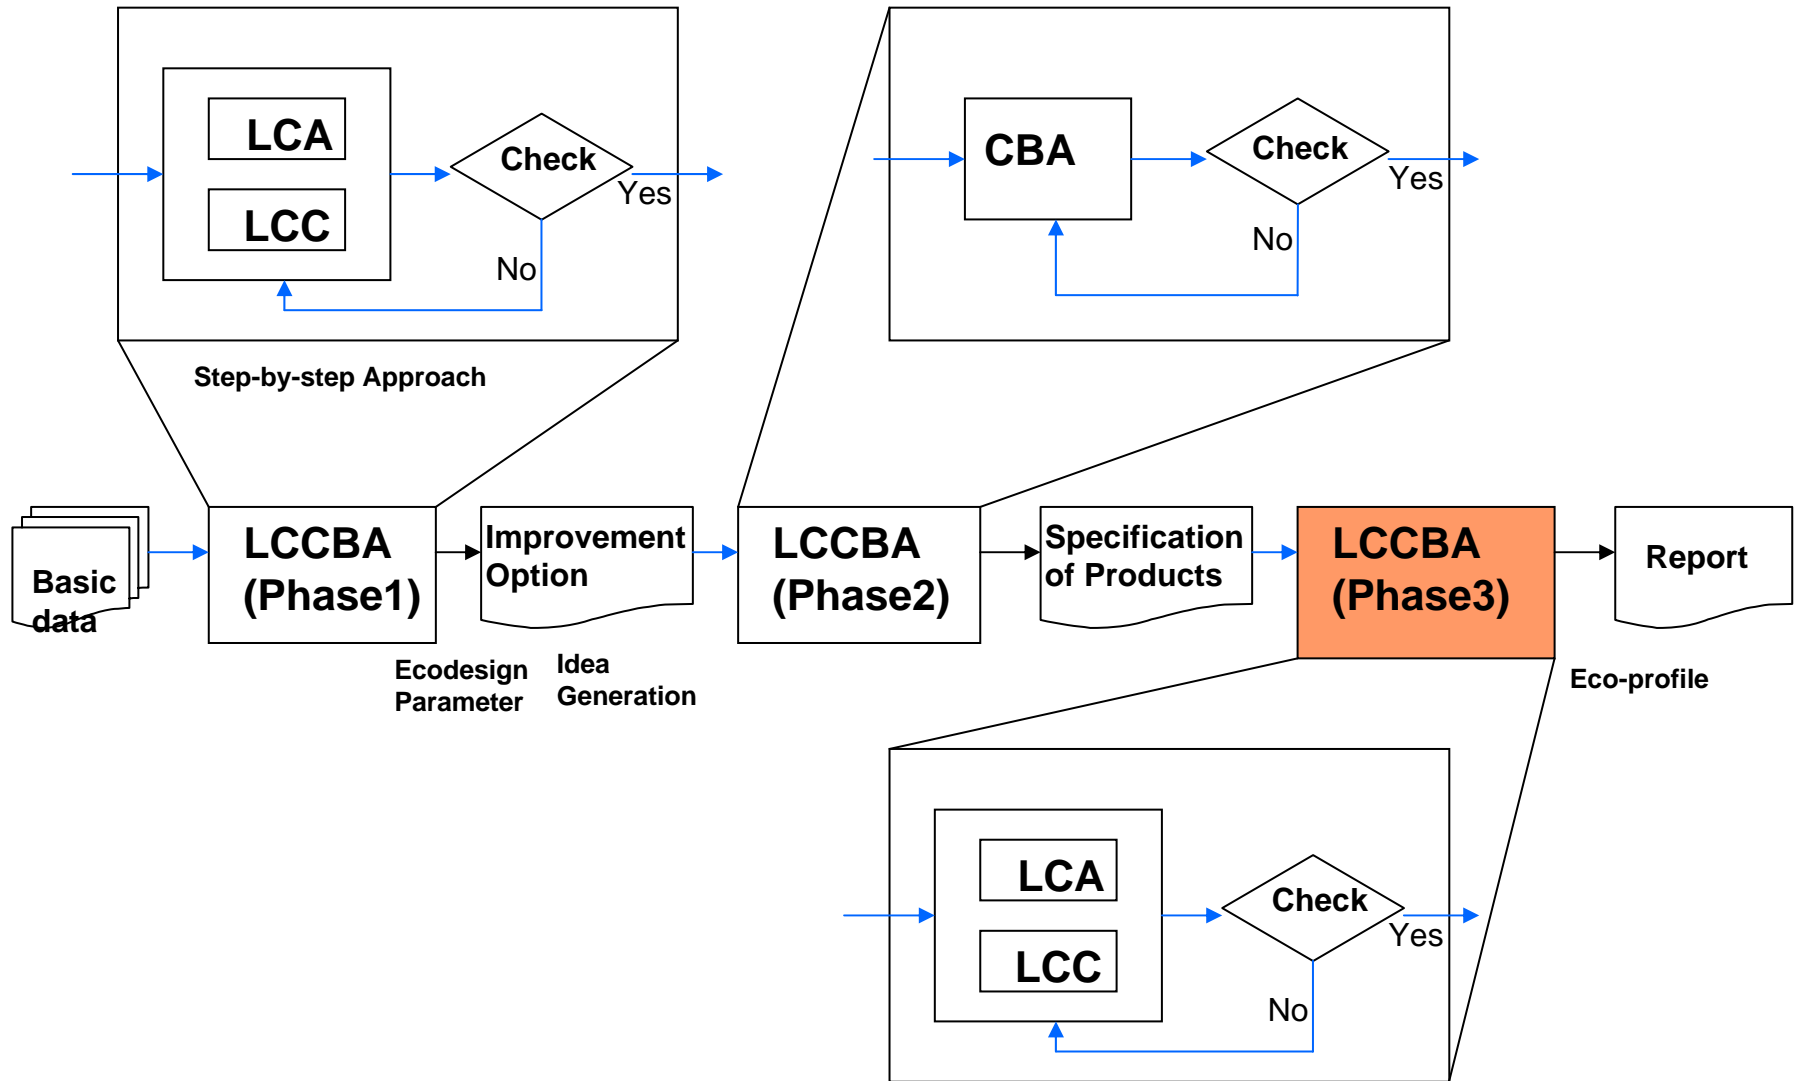 LCA
Check
Yes
LCC
No
CBA
Check
Yes
No
Step-by-step Approach
Basic
data
LCCBA
(Phase1)
Improvement
Option
LCCBA
(Phase2)
Specification
of Products
LCCBA
(Phase3)
Report
Ecodesign
Parameter
Idea
Generation
Eco-profile
LCA
Check
Yes
LCC
No